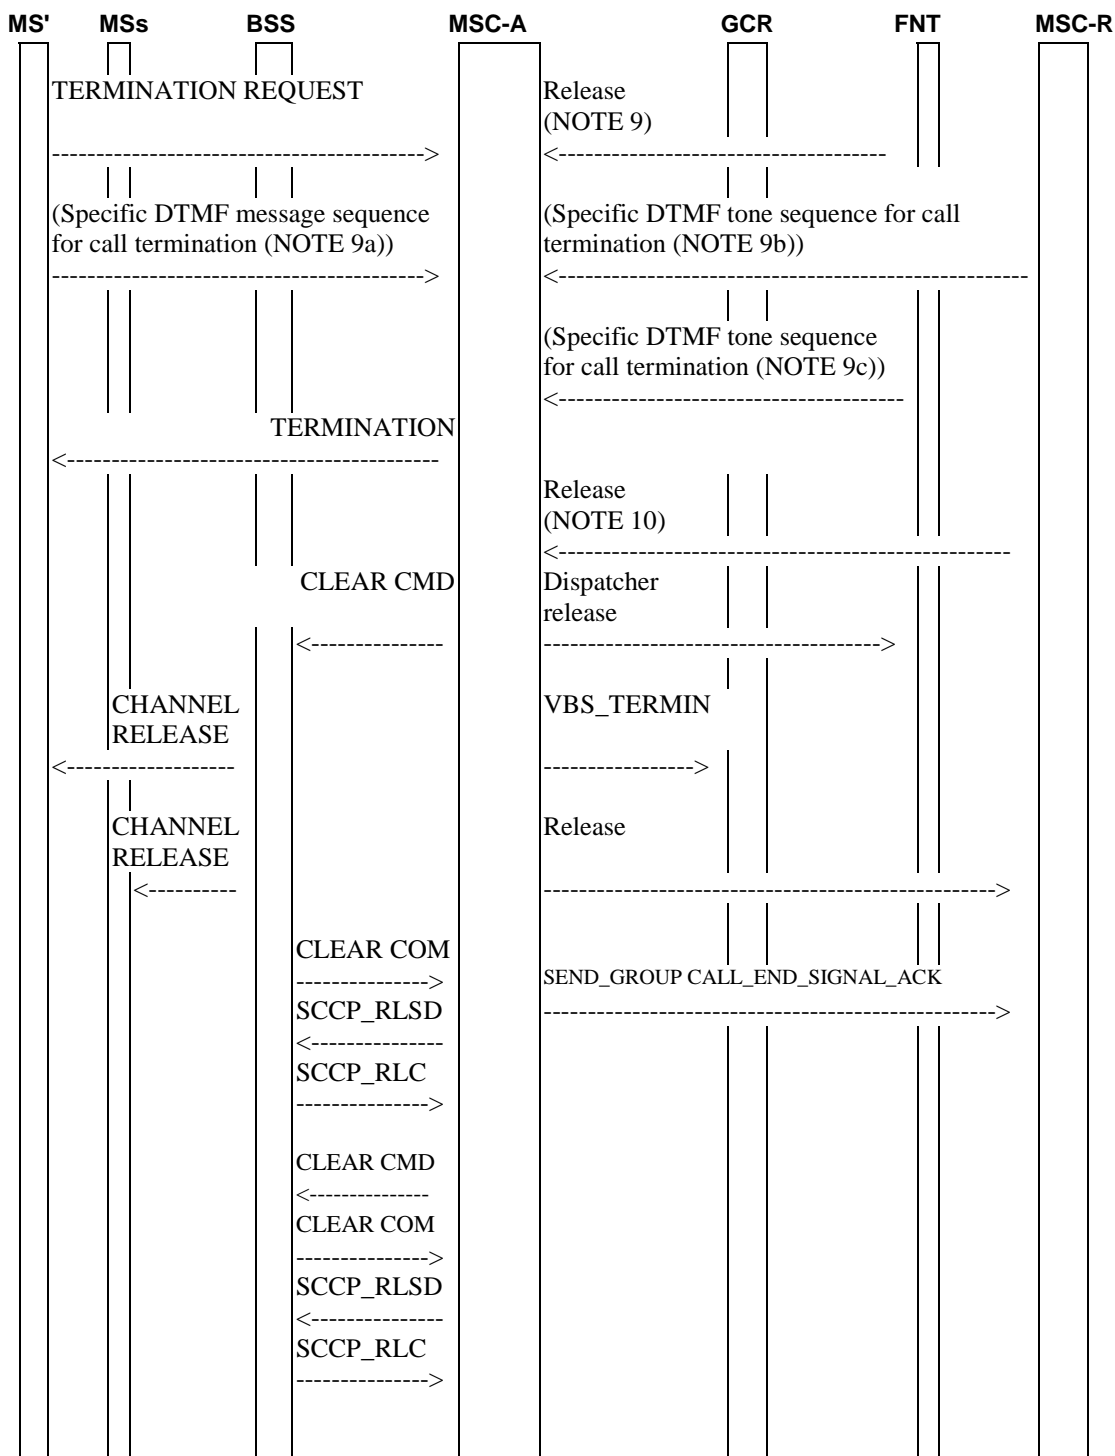 MS' MSs BSS MSC-A GCR FNT MSC-R
TERMINATION REQUEST
Release
(NOTE 9)
----------------------------------------->
<-------------------------------------
(Specific DTMF message sequence
for call termination (NOTE 9a))
(Specific DTMF tone sequence for call
termination (NOTE 9b))
----------------------------------------->
<----------------------------------------------------
(Specific DTMF tone sequence
for call termination (NOTE 9c))
<---------------------------------------
TERMINATION
<-----------------------------------------
Release
(NOTE 10)
<---------------------------------------------------
CLEAR CMD
Dispatcher
release
<---------------
-------------------------------------->
CHANNEL
RELEASE
VBS_TERMIN
<-------------------
----------------->
CHANNEL
RELEASE
Release
<----------
--------------------------------------------------->
CLEAR COM
--------------->
SEND_GROUP CALL_END_SIGNAL_ACK
SCCP_RLSD
--------------------------------------------------->
<---------------
SCCP_RLC
--------------->
CLEAR CMD
<---------------
CLEAR COM
--------------->
SCCP_RLSD
<---------------
SCCP_RLC
--------------->